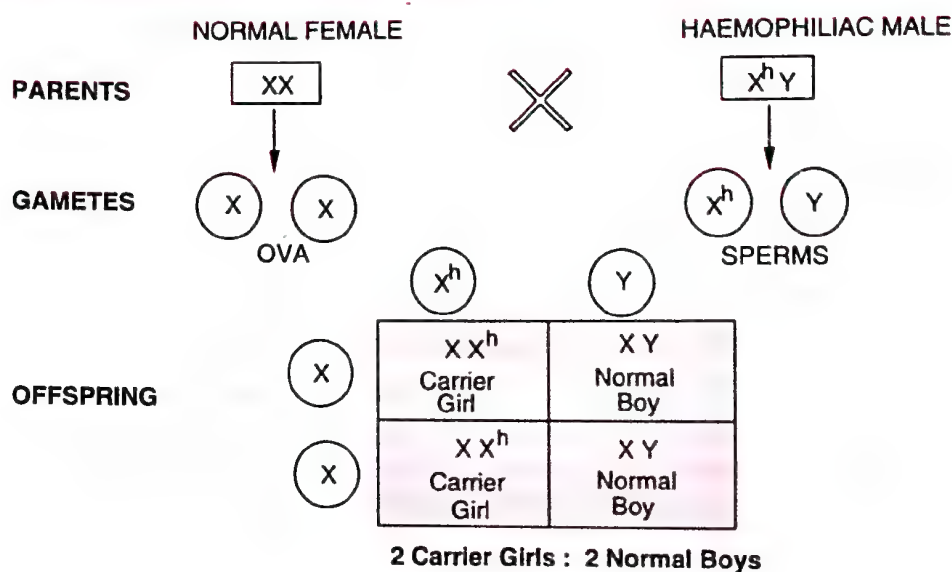 NORMAL FEMALE HAEMOPHILIAC MALE
PARENTS XX X^h Y
GAMETES X X X^h Y
OVA SPERMS
X^h Y
OFFSPRING
X X X^h X Y
Carrier Normal
Girl Boy
X X X^h X Y
Carrier Normal
Girl Boy
2 Carrier Girls : 2 Normal Boys